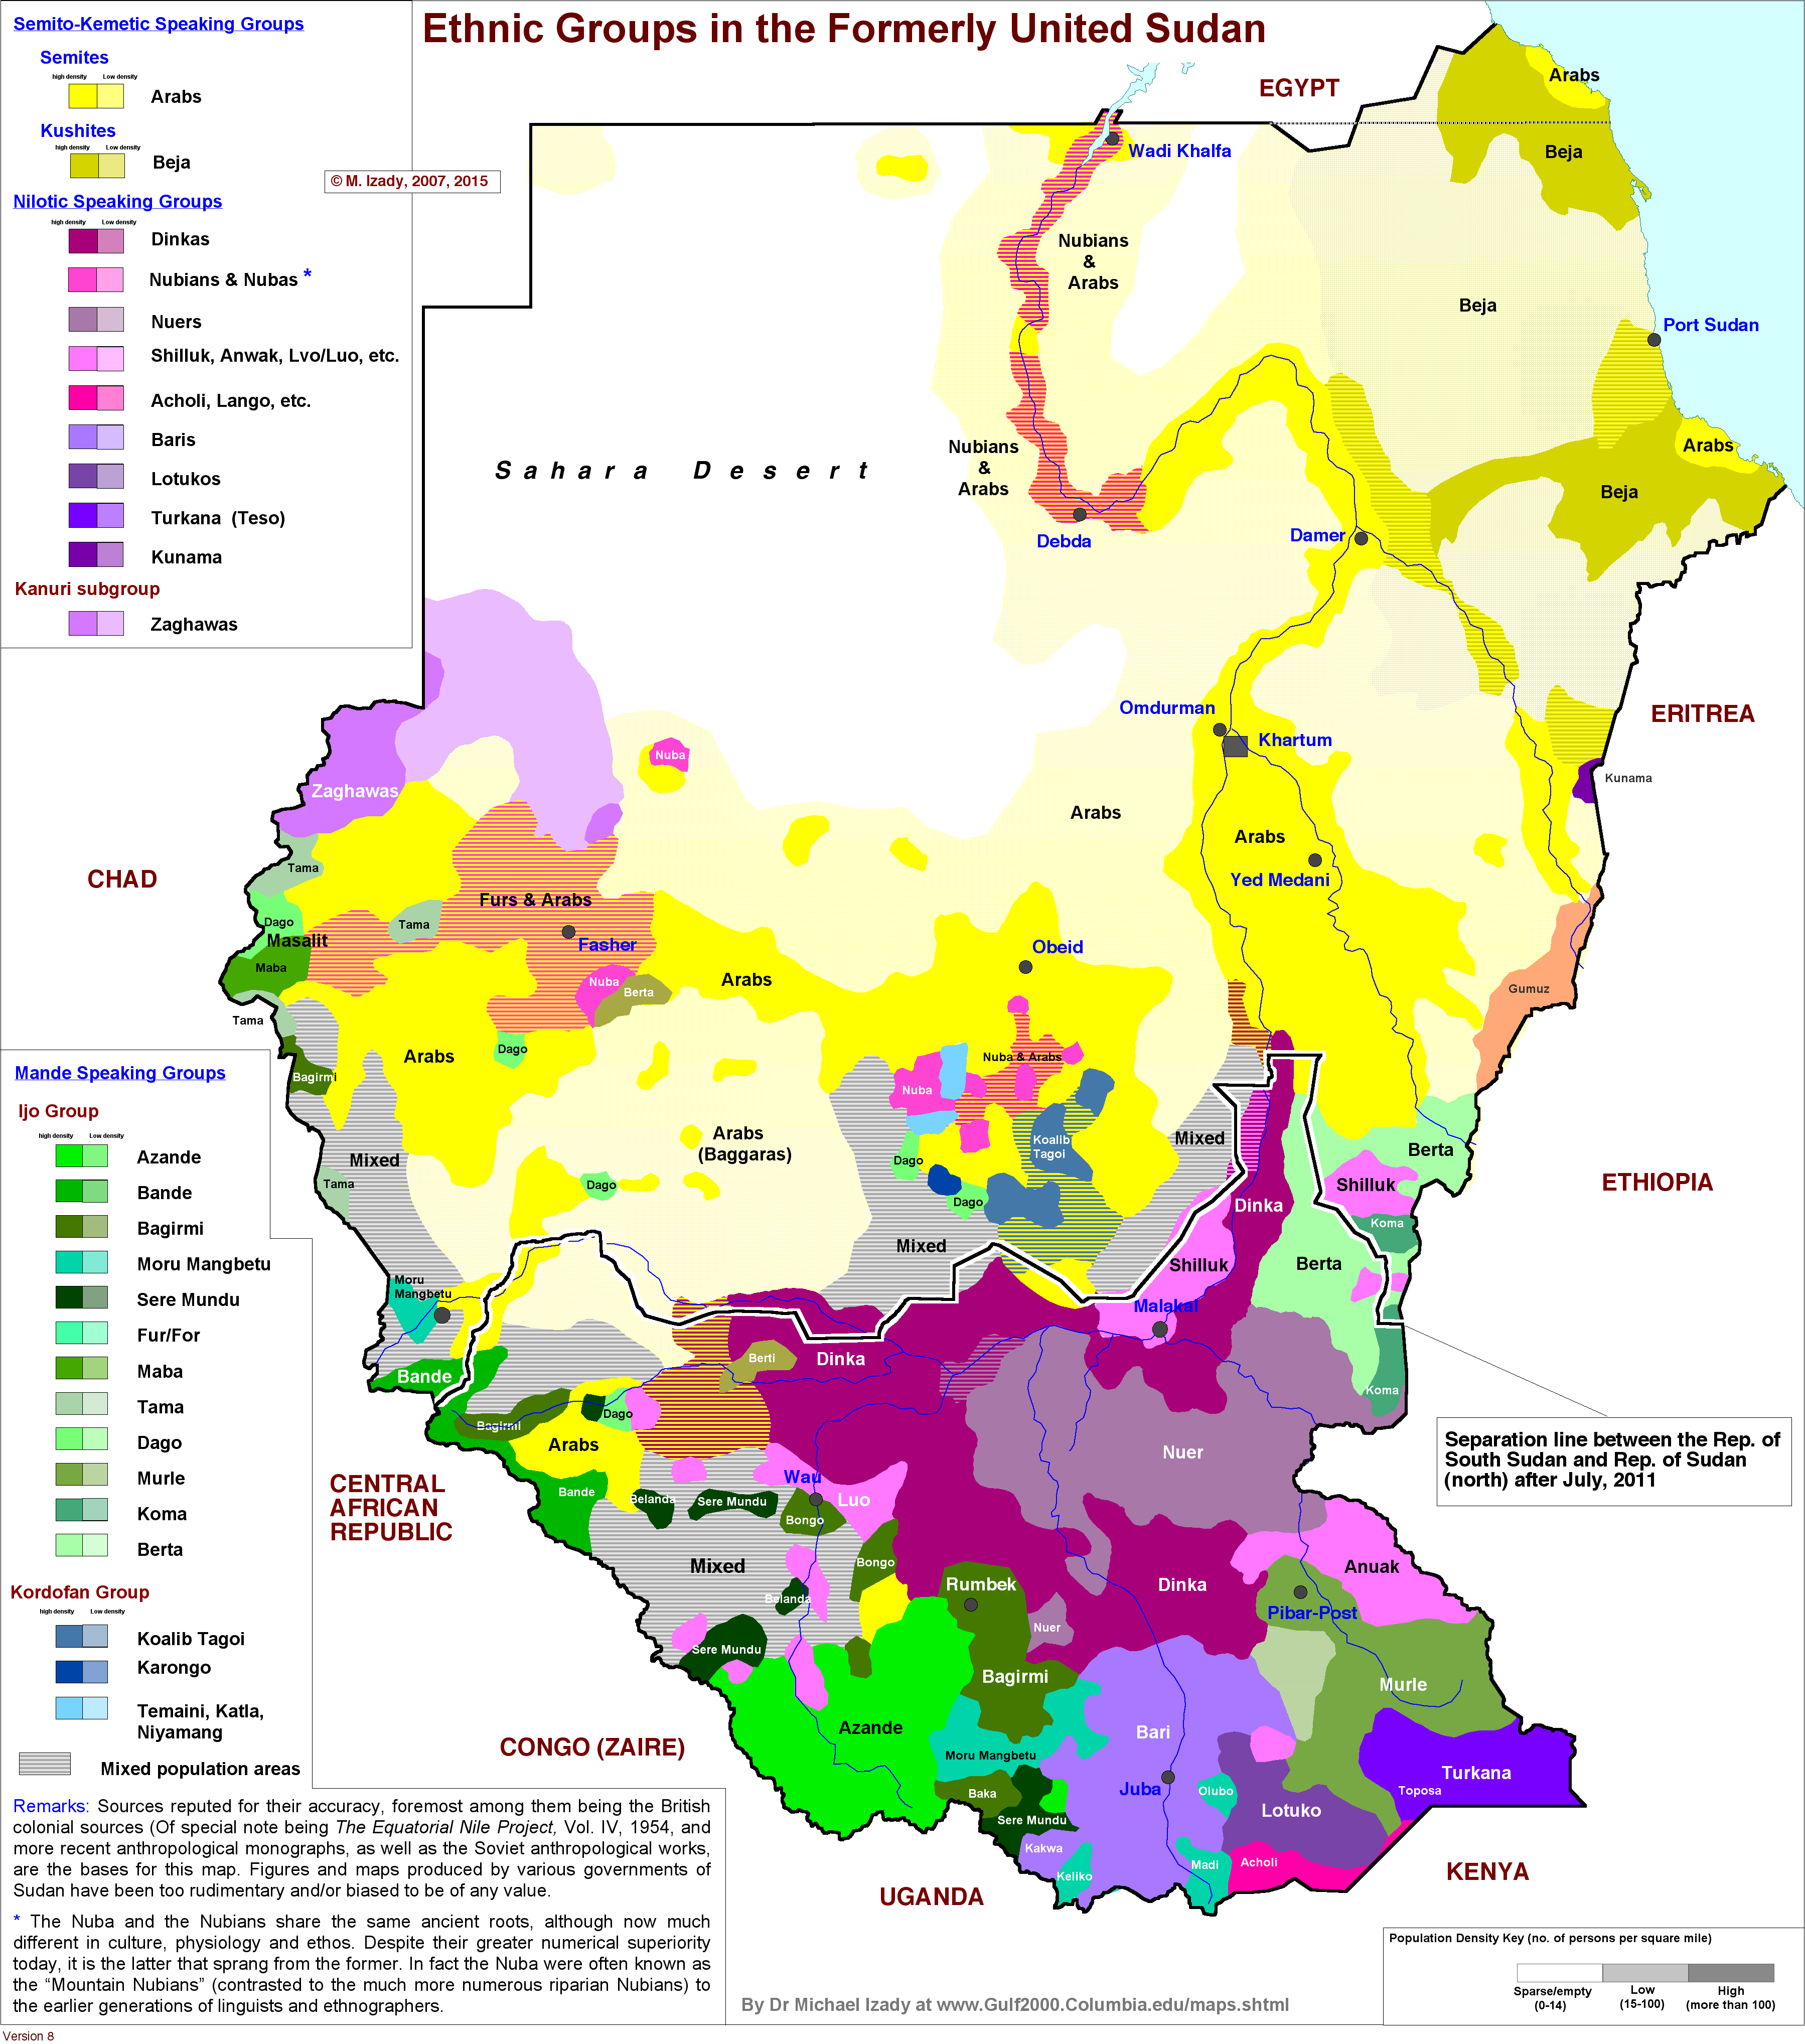 Ethnic Groups in the Formerly United Sudan
Semito-Kemetic Speaking Groups
Semites
high density Low density
Arabs
Kushites
high density Low density
Beja
Nilotic Speaking Groups
high density Low density
Dinkas
Nubians & Nubas *
Nuers
Shilluk, Anwak, Lvo/Luo, etc.
Acholi, Lango, etc.
Baris
Lotukos
Turkana (Teso)
Kunama
Kanuri subgroup
Zaghawas
© M. Izady, 2007, 2015
EGYPT
Arabs
Wadi Khalfa
Beja
Nubians
&
Arabs
Beja
Port Sudan
Sahara Desert
Nubians
&
Arabs
Arabs
Beja
Debda
Damer
Omdurman
Khartum
ERITREA
Nuba
Kunama
Zaghawas
Arabs
Arabs
CHAD
Tama
Yed Medani
Furs & Arabs
Dago
Tama
Masalit
Fasher
Obeid
Maba
Nuba
Berta
Arabs
Gumuz
Tama
Dago
Arabs
Nuba & Arabs
Bagirmi
Nuba
Arabs
(Baggaras)
Koalib
Tagoi
Mixed
Berta
Mixed
Dago
Tama
Dago
Dago
Shilluk
ETHIOPIA
Dinka
Koma
Mixed
Shilluk
Berta
Moru
Mangbetu
Malakal
Bande
Berti
Dinka
Koma
Dago
Bagirmi
Arabs
Nuer
Separation line between the Rep. of
South Sudan and Rep. of Sudan
(north) after July, 2011
CENTRAL
AFRICAN
REPUBLIC
Wau
Bande
Belanda
Sere Mundu
Luo
Bongo
Mixed
Bongo
Anuak
Rumbek
Dinka
Belanda
Pibar-Post
Nuer
Sere Mundu
Bagirmi
Murle
Azande
Bari
CONGO (ZAIRE)
Moru Mangbetu
Turkana
Juba
Baka
Olubo
Toposa
Lotuko
Sere Mundu
Kakwa
Keliko
Madi
Acholi
KENYA
UGANDA
Mande Speaking Groups
Ijo Group
high density Low density
Azande
Bande
Bagirmi
Moru Mangbetu
Sere Mundu
Fur/For
Maba
Tama
Dago
Murle
Koma
Berta
Kordofan Group
high density Low density
Koalib Tagoi
Karongo
Temaini, Katla,
Niyamang
Mixed population areas
Remarks: Sources reputed for their accuracy, foremost among them being the British
colonial sources (Of special note being The Equatorial Nile Project, Vol. IV, 1954, and
more recent anthropological monographs, as well as the Soviet anthropological works,
are the bases for this map. Figures and maps produced by various governments of
Sudan have been too rudimentary and/or biased to be of any value.
* The Nuba and the Nubians share the same ancient roots, although now much
different in culture, physiology and ethos. Despite their greater numerical superiority
today, it is the latter that sprang from the former. In fact the Nuba were often known as
the “Mountain Nubians” (contrasted to the much more numerous riparian Nubians) to
the earlier generations of linguists and ethnographers.
By Dr Michael Izady at www.Gulf2000.Columbia.edu/maps.shtml
Population Density Key (no. of persons per square mile)
Sparse/empty
(0-14)
Low
(15-100)
High
(more than 100)
Version 8